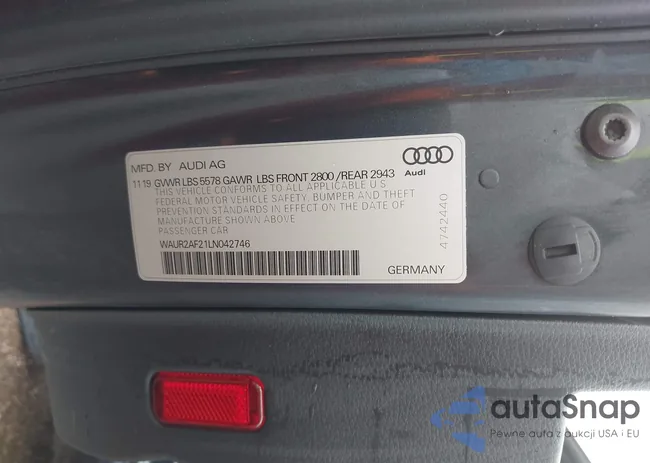 MFD. BY AUDI AG
11 19 GVWR LBS 5578 GAWR LBS FRONT 2800 /REAR 2943
THIS VEHICLE CONFORMS TO ALL APPLICABLE U S
FEDERAL MOTOR VEHICLE SAFETY, BUMPER AND THEFT
PREVENTION STANDARDS IN EFFECT ON THE DATE OF
MANUFACTURE SHOWN ABOVE
PASSENGER CAR
WAUR2AF21LN042746
Audi
4742440
GERMANY
autoSnap
Pewne auta z aukcji USA i EU